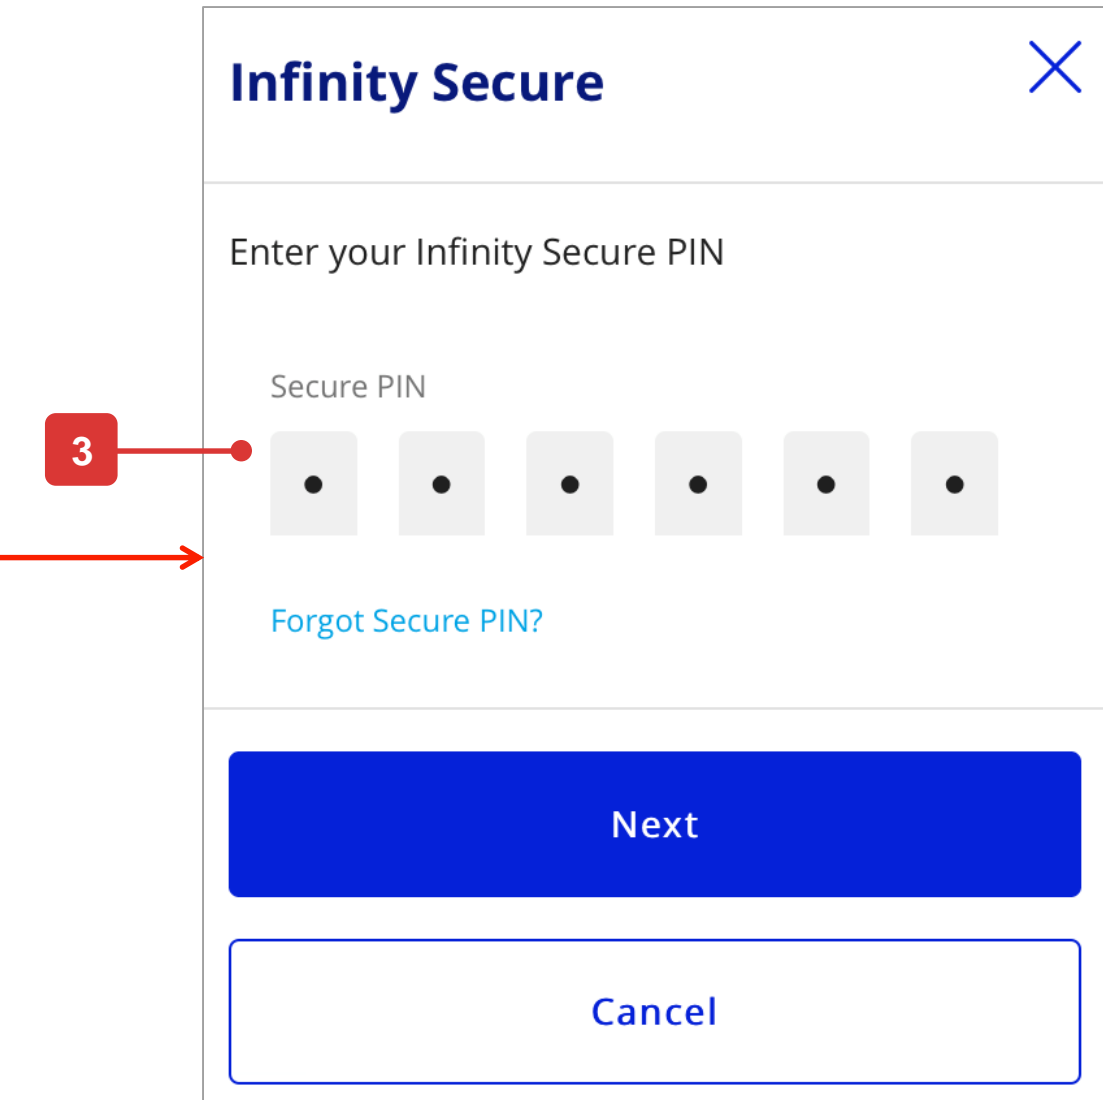 Infinity Secure
Enter your Infinity Secure PIN
Secure PIN
3
Forgot Secure PIN?
Next
Cancel